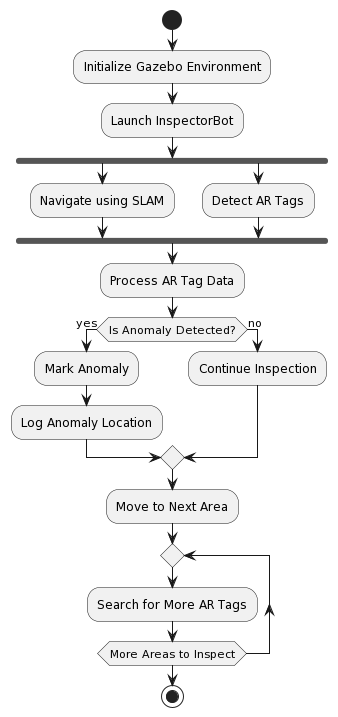 Initialize Gazebo Environment
Launch InspectorBot
Navigate using SLAM
Detect AR Tags
Process AR Tag Data
yes
Is Anomaly Detected?
no
Mark Anomaly
Continue Inspection
Log Anomaly Location
Move to Next Area
Search for More AR Tags
More Areas to Inspect